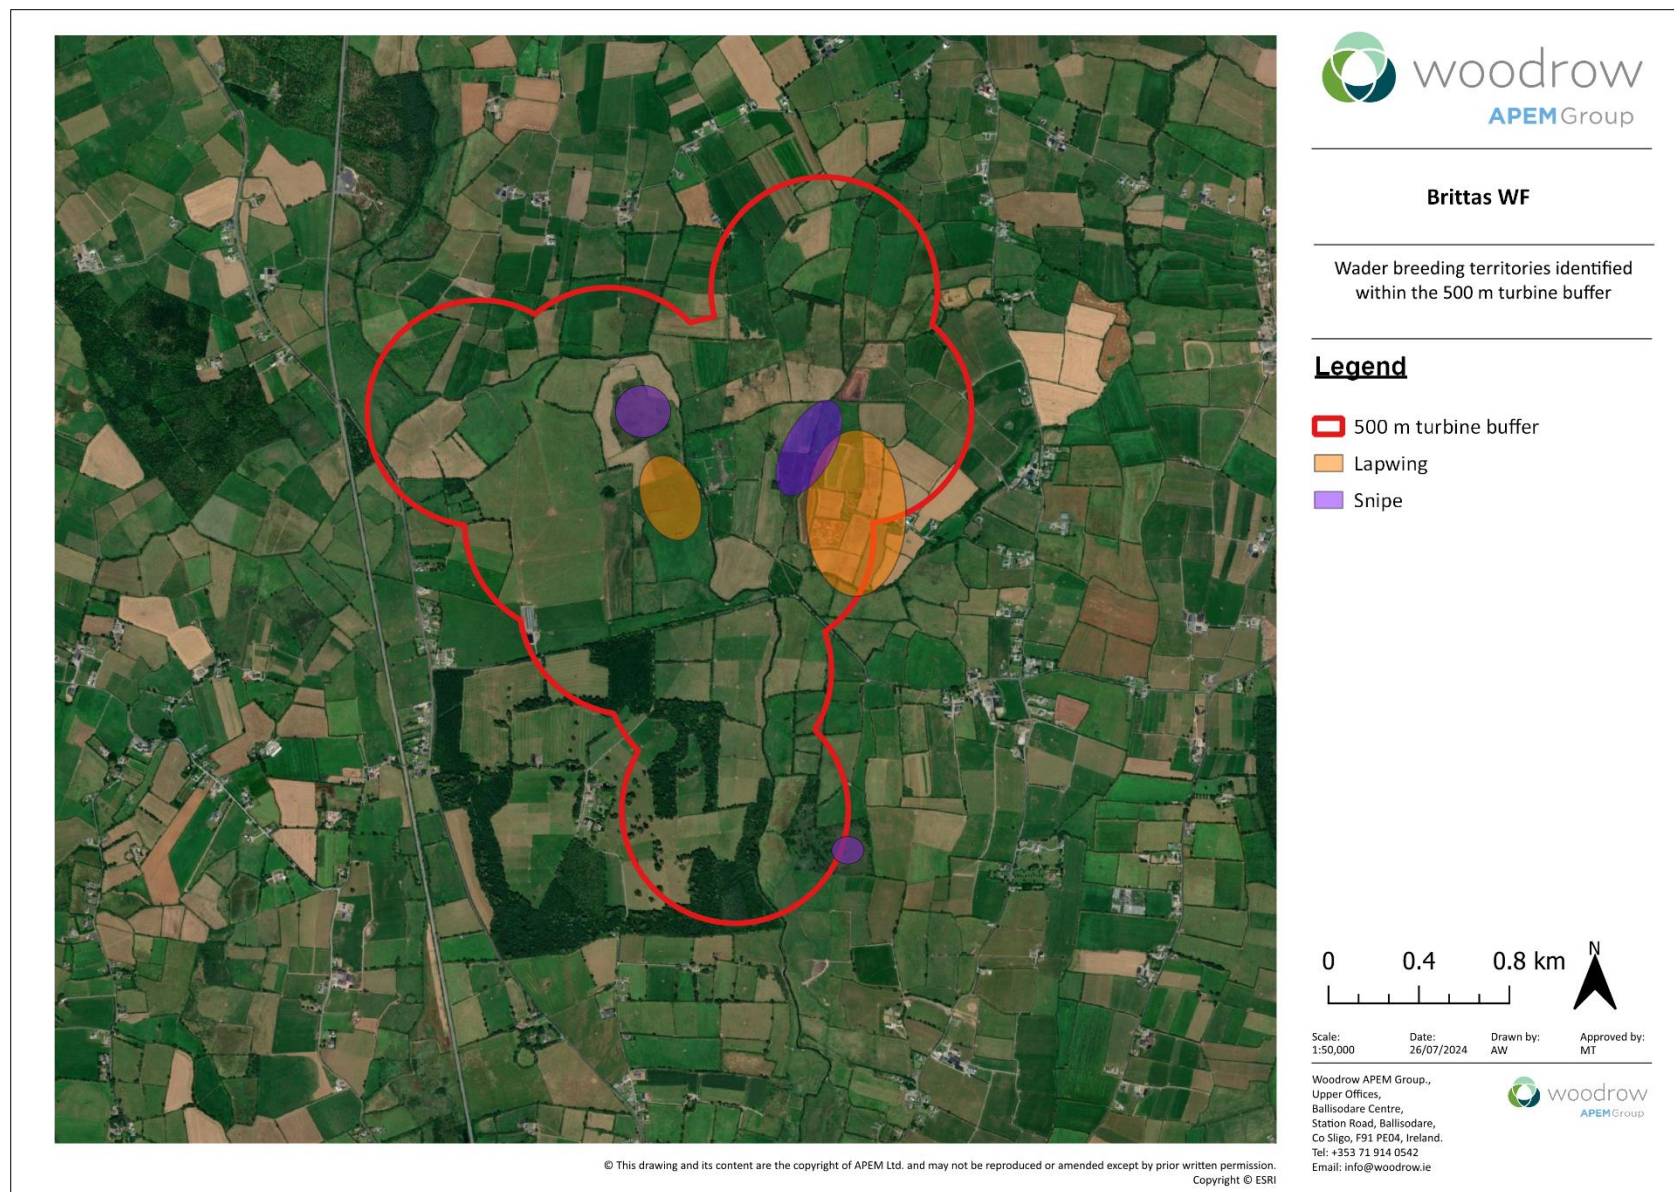 woodrow
APEM Group
Brittas WF
Wader breeding territories identified
within the 500 m turbine buffer
Legend
500 m turbine buffer
Lapwing
Snipe
0 0.4 0.8 km
N
Scale: Date: Drawn by: Approved by:
1:50,000 26/07/2024 AW MT
Woodrow APEM Group.,
Upper Offices,
Ballisodare Centre,
Station Road, Ballisodare,
Co Sligo, F91 PE04, Ireland.
Tel: +353 71 914 0542
Email: info@woodrow.ie
woodrow
APEM Group
© This drawing and its content are the copyright of APEM Ltd. and may not be reproduced or amended except by prior written permission.
Copyright © ESRI